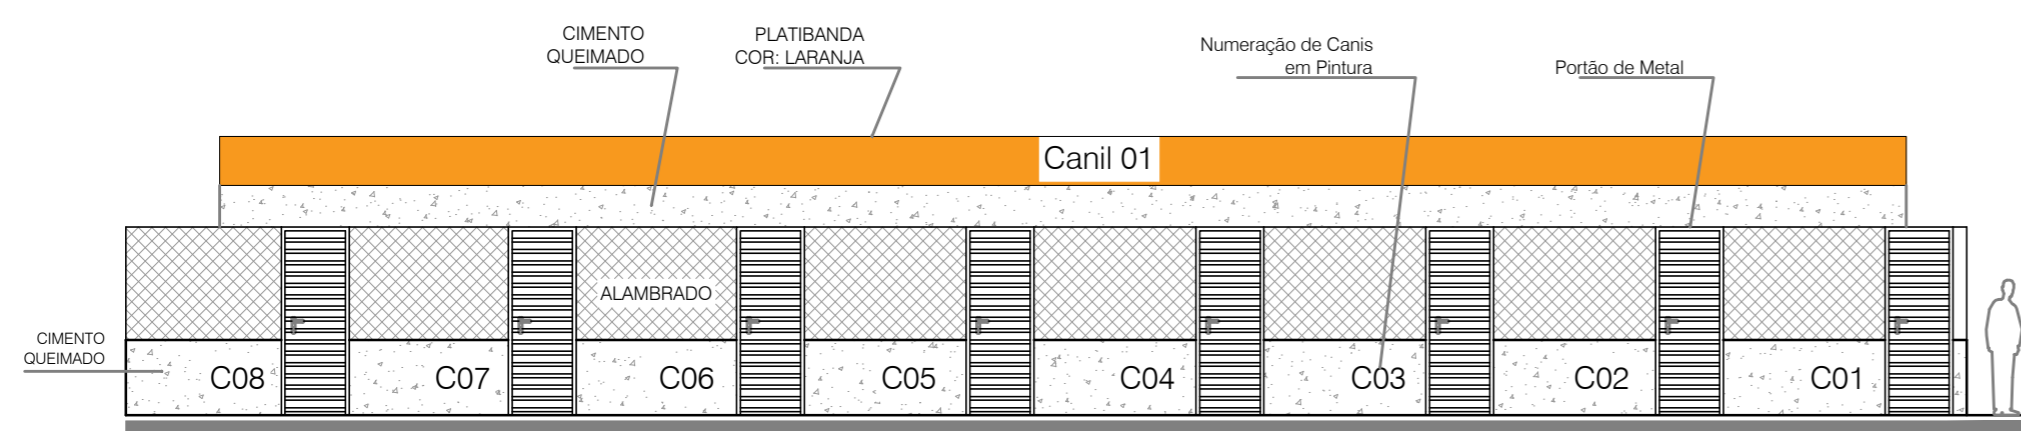 CIMENTO
QUEIMADO
PLATIBANDA
COR: LARANJA
Numeração de Canis
em Pintura
Portão de Metal
Canil 01
ALAMBRADO
CIMENTO
QUEIMADO
C08
C07
C06
C05
C04
C03
C02
C01